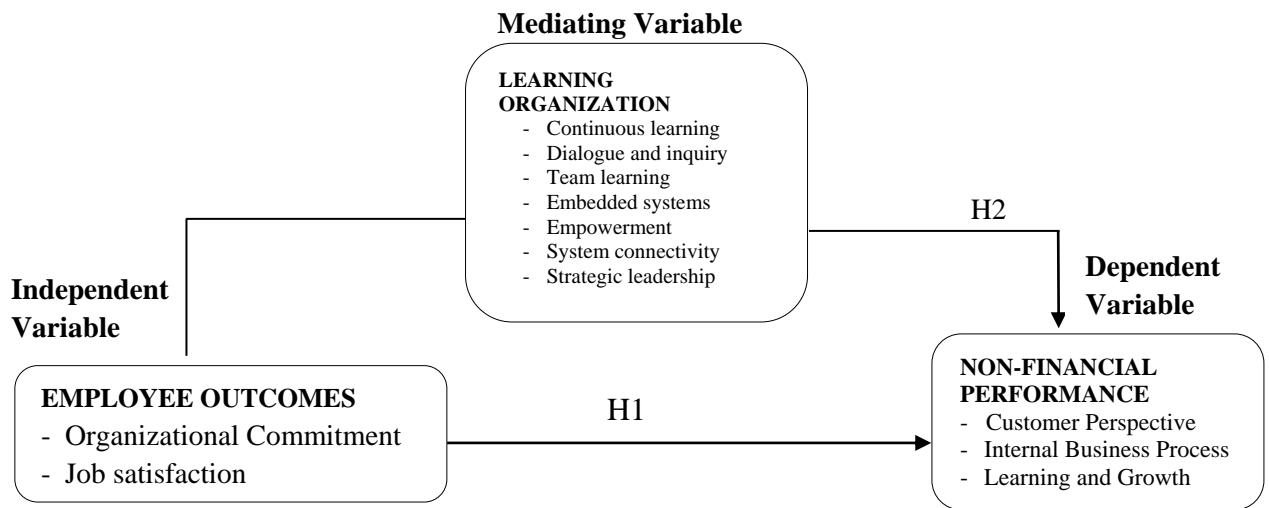 Mediating Variable
LEARNING
ORGANIZATION
- Continuous learning
- Dialogue and inquiry
- Team learning
- Embedded systems
- Empowerment
- System connectivity
- Strategic leadership
H2
Independent
Variable
Dependent
Variable
EMPLOYEE OUTCOMES
- Organizational Commitment
- Job satisfaction
H1
NON-FINANCIAL
PERFORMANCE
- Customer Perspective
- Internal Business Process
- Learning and Growth